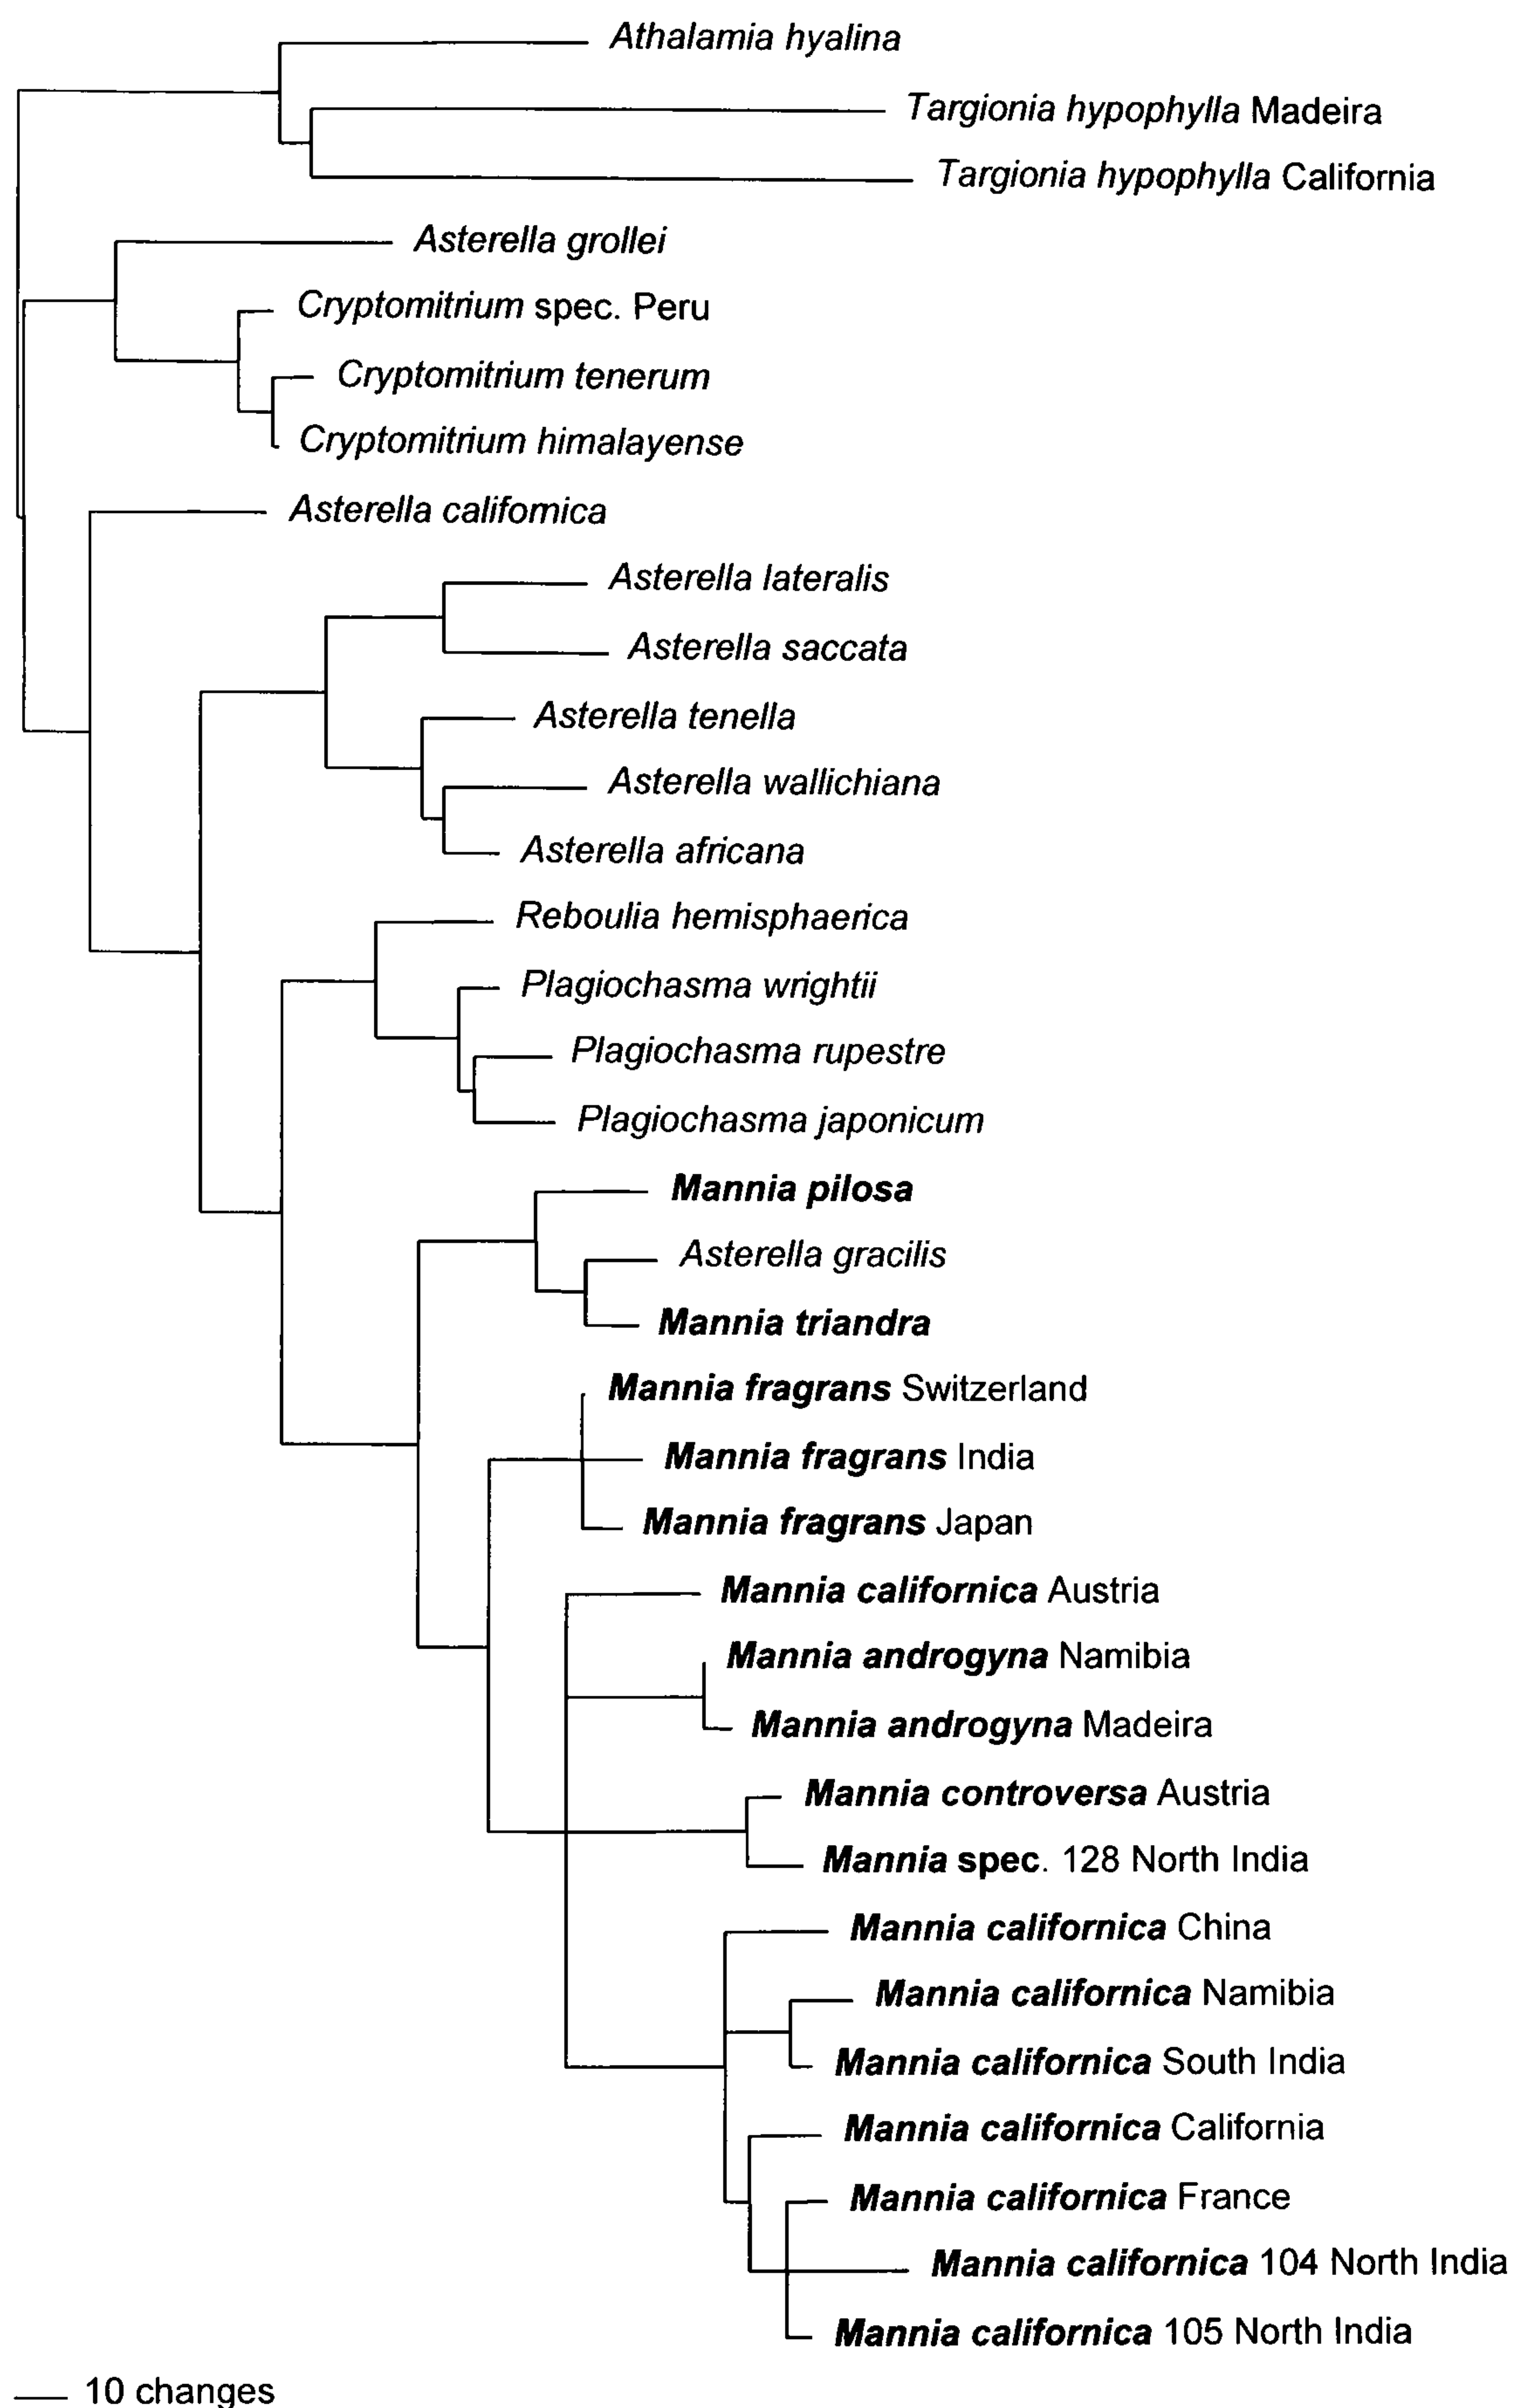 Athalamia hyalina
Targionia hypophylla Madeira
Targionia hypophylla California
Asterella grollei
Cryptomitrium spec. Peru
Cryptomitrium tenerum
Cryptomitrium himalayense
Asterella califomica
Asterella lateralis
Asterella saccata
Asterella tenella
Asterella wallichiana
Asterella africana
Reboulia hemisphaerica
Plagiochasma wrightii
Plagiochasma rupestre
Plagiochasma japonicum
Mannia pilosa
Asterella gracilis
Mannia triandra
Mannia fragrans Switzerland
Mannia fragrans India
Mannia fragrans Japan
Mannia californica Austria
Mannia androgyna Namibia
Mannia androgyna Madeira
Mannia controversa Austria
Mannia spec. 128 North India
Mannia californica China
Mannia californica Namibia
Mannia californica South India
Mannia californica California
Mannia californica France
Mannia californica 104 North India
Mannia californica 105 North India
10 changes